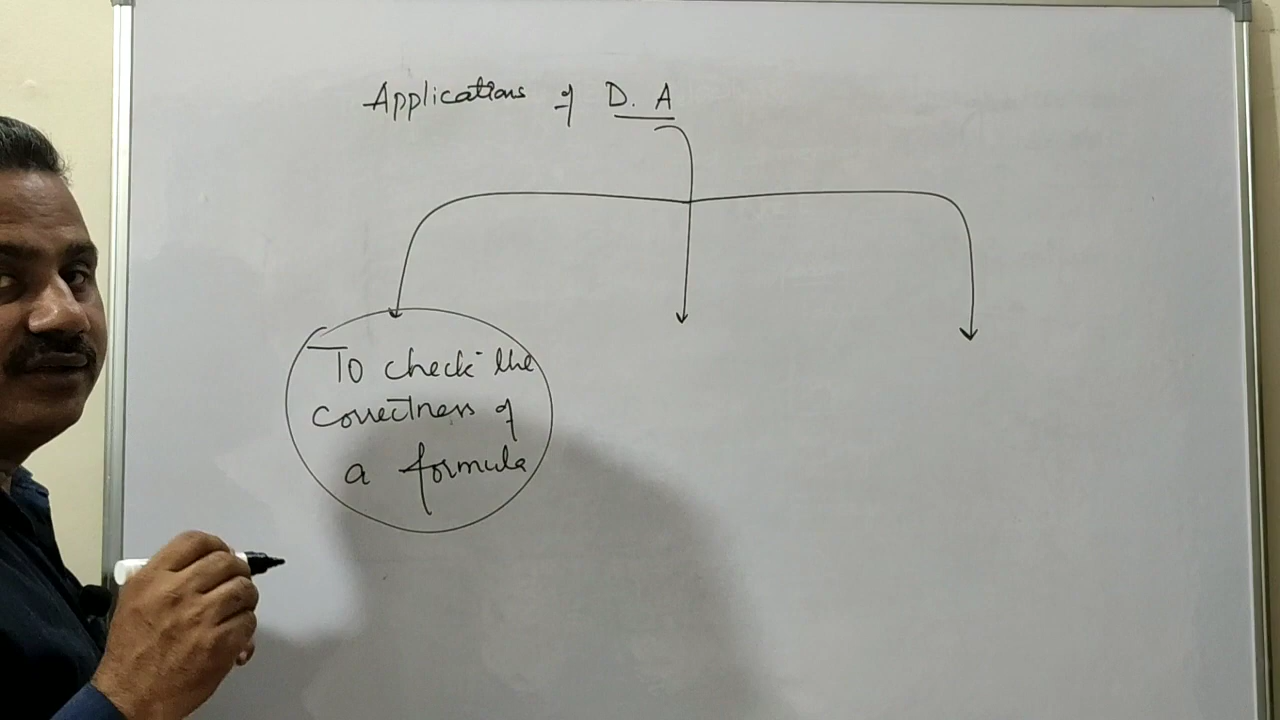 Applications of D. A
To check the
correctness of
a formula